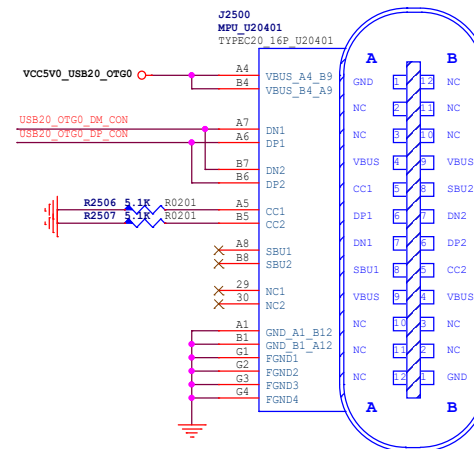 J2500
MPU_U20401
TYPEC20_16P_U20401
A B
VCC5V0_USB20_OTG0
A4 VBUS_A4_B9
B4 VBUS_B4_A9
USB20_OTG0_DM_CON
A7 DN1
USB20_OTG0_DP_CON
A6 DP1
B7 DN2
B6 DP2
R2506 5.1K R0201 A5 CC1
R2507 5.1K R0201 B5 CC2
A8 SBU1
B8 SBU2
29 NC1
30 NC2
A1 GND_A1_B12
B1 GND_B1_A12
G1 FGND1
G2 FGND2
G3 FGND3
G4 FGND4
GND 1 12 NC
NC 2 11 NC
NC 3 10 NC
VBUS 4 9 VBUS
CC1 5 8 SBU2
DP1 6 7 DN2
DN1 7 6 DP2
SBU1 8 5 CC2
VBUS 9 4 VBUS
NC 10 3 NC
NC 11 2 NC
NC 12 1 GND
A B